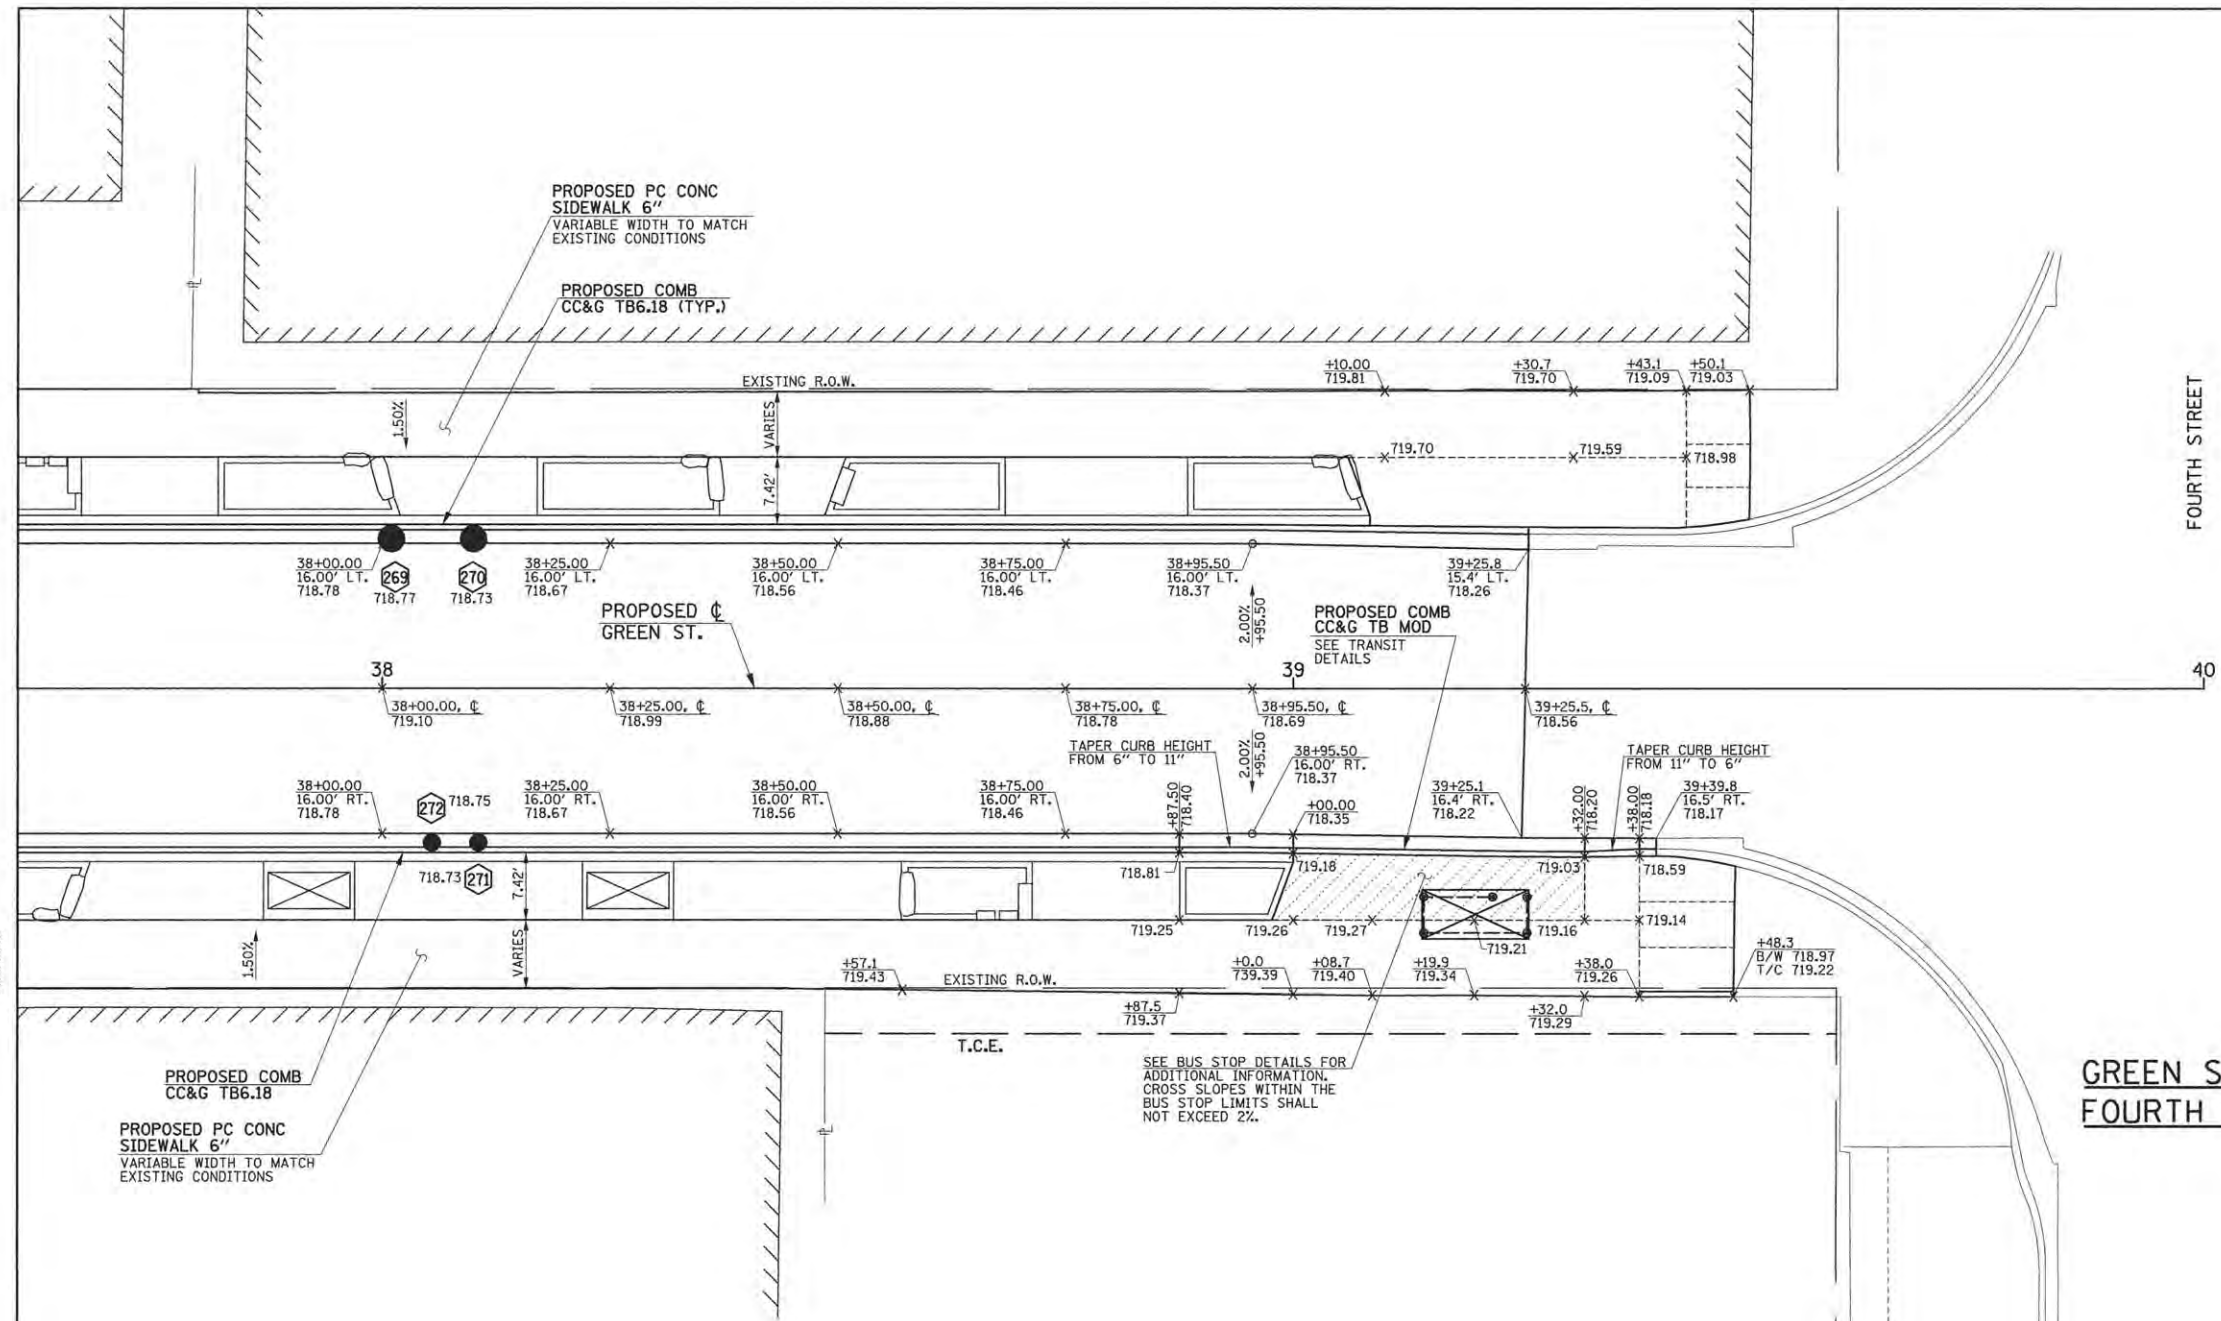 PROPOSED PC CONC
SIDEWALK 6"
VARIABLE WIDTH TO MATCH
EXISTING CONDITIONS
PROPOSED COMB
CC&G TB6.18 (TYP.)
PL
EXISTING R.O.W.
+10.00
719.81
+30.7
719.70
+43.1
719.09
+50.1
719.03
1.50%
VARIES
7.42'
719.70
719.59
718.98
FOURTH STREET
38+00.00
16.00' LT.
718.78
269
718.77
270
718.73
38+25.00
16.00' LT.
718.67
38+50.00
16.00' LT.
718.56
38+75.00
16.00' LT.
718.46
38+95.50
16.00' LT.
718.37
39+25.8
15.4' LT.
718.26
PROPOSED ℄
GREEN ST.
2.00%
+95.50
PROPOSED COMB
CC&G TB MOD
SEE TRANSIT
DETAILS
38
39
40
38+00.00, ℄
719.10
38+25.00, ℄
718.99
38+50.00, ℄
718.88
38+75.00, ℄
718.78
38+95.50, ℄
718.69
39+25.5, ℄
718.56
TAPER CURB HEIGHT
FROM 6" TO 11"
2.00%
+95.50
38+95.50
16.00' RT.
718.37
TAPER CURB HEIGHT
FROM 11" TO 6"
38+00.00
16.00' RT.
718.78
272
718.75
38+25.00
16.00' RT.
718.67
38+50.00
16.00' RT.
718.56
38+75.00
16.00' RT.
718.46
+87.50
718.40
+00.00
718.35
39+25.1
16.4' RT.
718.22
+32.00
718.20
+38.00
718.18
39+39.8
16.5' RT.
718.17
718.73
271
7.42'
718.81
719.18
719.03
718.59
719.25
719.26
719.27
719.21
719.16
719.14
1.50%
VARIES
+57.1
719.43
EXISTING R.O.W.
+0.0
739.39
+08.7
719.40
+19.9
719.34
+38.0
719.26
+48.3
B/W 718.97
T/C 719.22
+87.5
719.37
+32.0
719.29
T.C.E.
SEE BUS STOP DETAILS FOR
ADDITIONAL INFORMATION.
CROSS SLOPES WITHIN THE
BUS STOP LIMITS SHALL
NOT EXCEED 2%.
PROPOSED COMB
CC&G TB6.18
PROPOSED PC CONC
SIDEWALK 6"
VARIABLE WIDTH TO MATCH
EXISTING CONDITIONS
PL
GREEN S
FOURTH